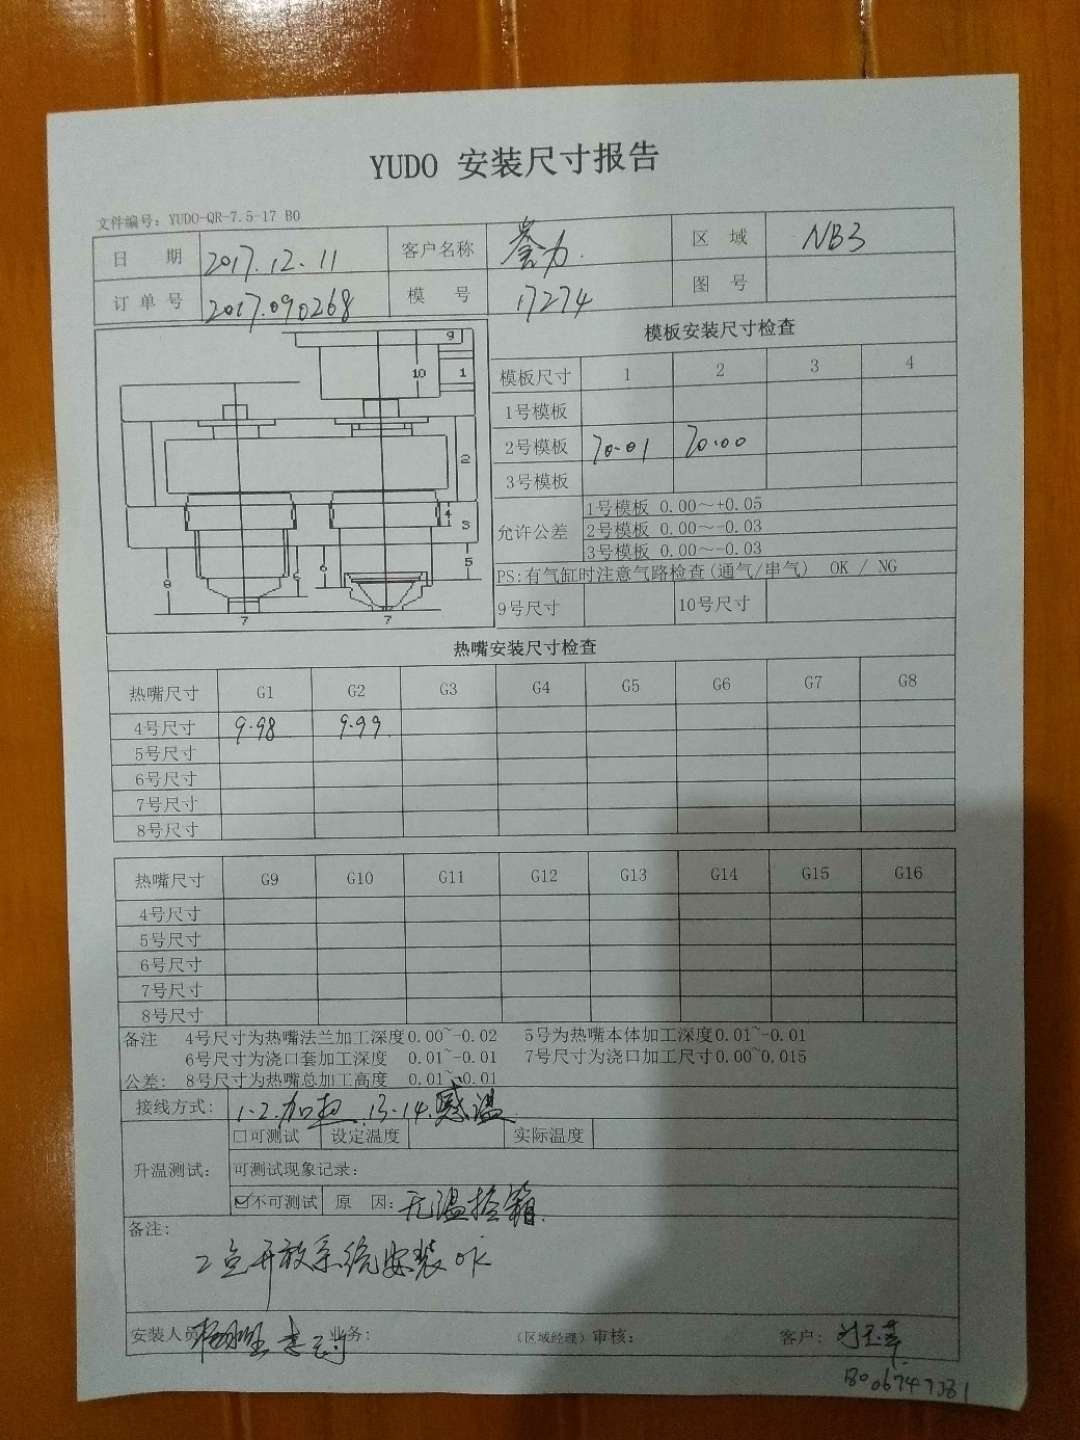 YUDO 安装尺寸报告
文件编号: YUDO-QR-7.5-17 B0
日 期 2017.12.11 客户名称 誉力. 区 域 NB3
订单号 2017.090268 模 号 17274 图 号
模板安装尺寸检查
模板尺寸 1 2 3 4
1号模板
2号模板 70.01 70.00
3号模板
允许公差 1号模板 0.00~+0.05
2号模板 0.00~-0.03
3号模板 0.00~-0.03
PS:有气缸时注意气路检查(通气/串气) OK / NG
9号尺寸 10号尺寸
9
10 1
2
4 3
5
8 6 6
7 7
热嘴安装尺寸检查
热嘴尺寸 G1 G2 G3 G4 G5 G6 G7 G8
4号尺寸 9.98 9.99
5号尺寸
6号尺寸
7号尺寸
8号尺寸
热嘴尺寸 G9 G10 G11 G12 G13 G14 G15 G16
4号尺寸
5号尺寸
6号尺寸
7号尺寸
8号尺寸
备注 4号尺寸为热嘴法兰加工深度0.00~-0.02 5号为热嘴本体加工深度0.01~-0.01
6号尺寸为浇口套加工深度 0.01~-0.01 7号尺寸为浇口加工尺寸0.00~0.015
公差: 8号尺寸为热嘴总加工高度 0.01~-0.01
接线方式: 1-2.加热 13-14.感温
升温测试: □可测试 设定温度 实际温度
可测试现象记录:
☑不可测试 原 因: 无温控箱.
备注:
2点开放系统安装OK
安装人员 业务: (区域经理)审核: 客户:
18006747381